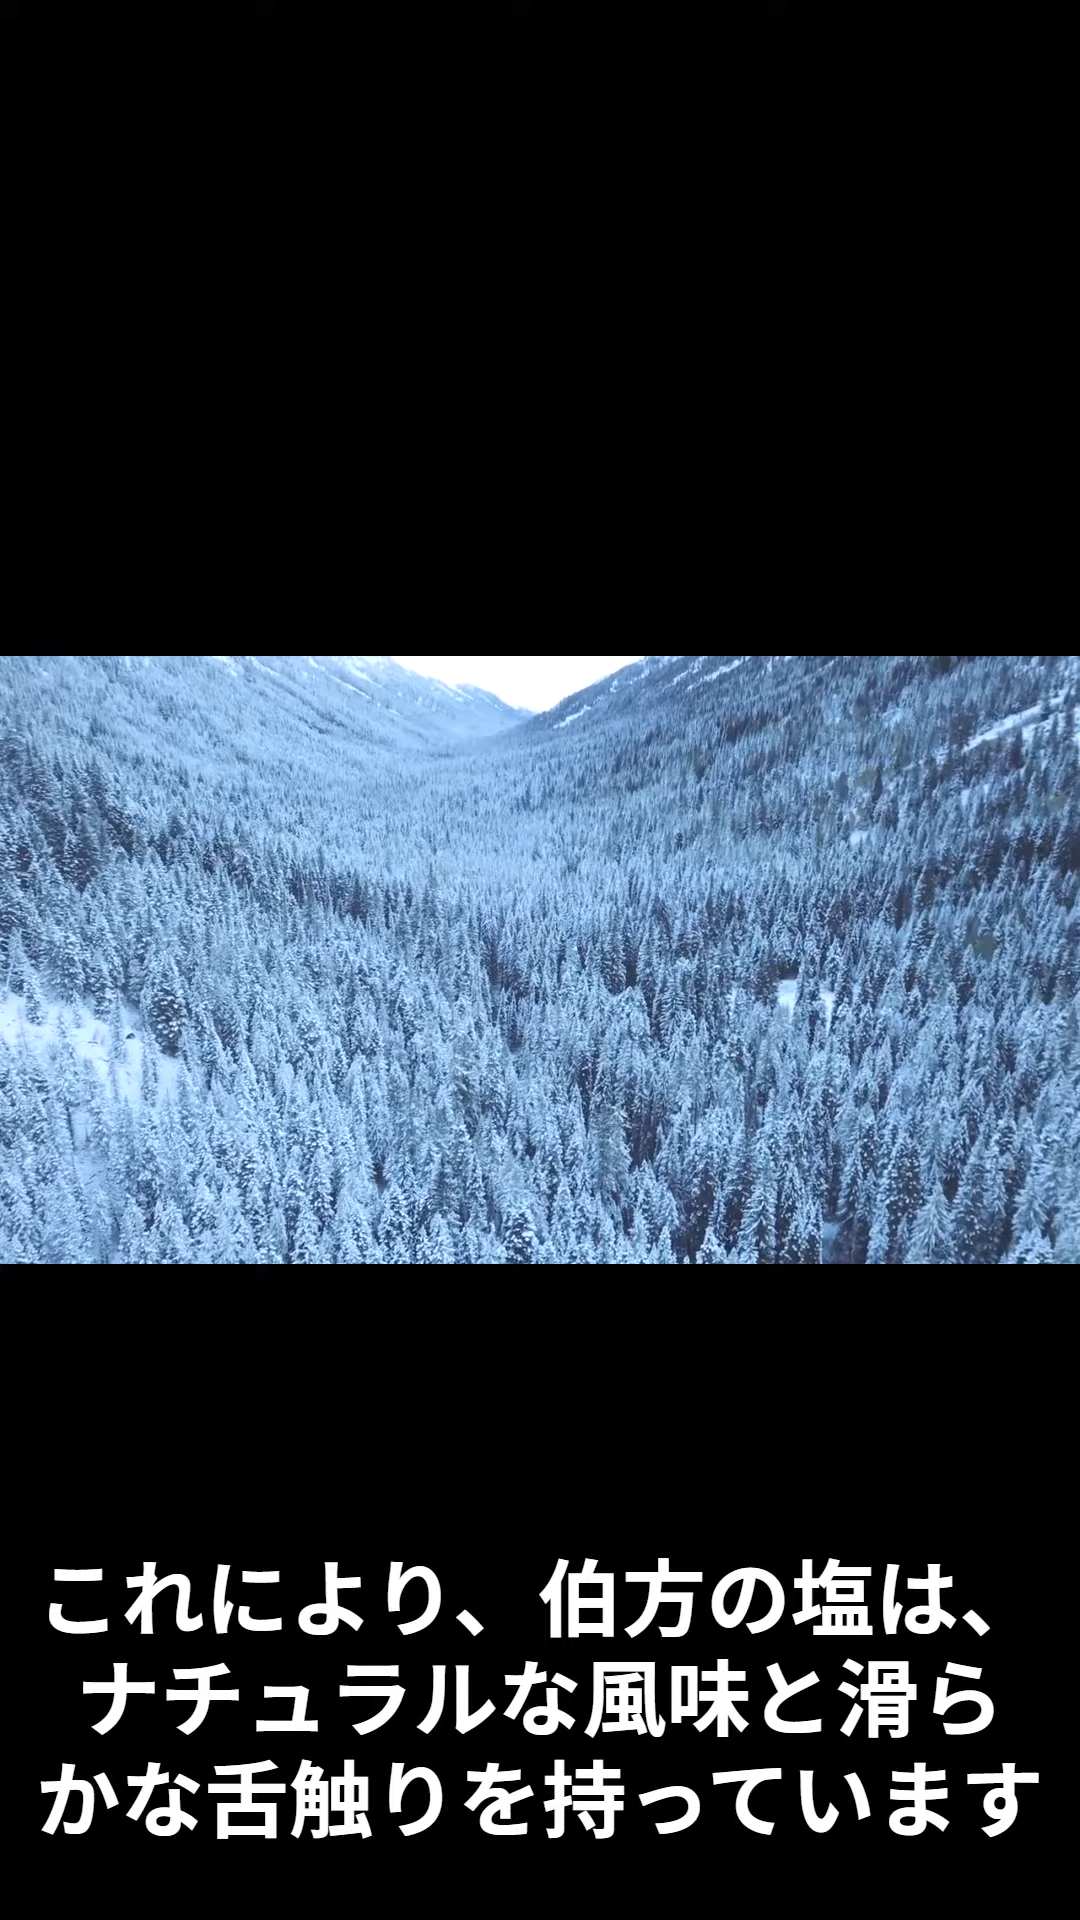 これにより、伯方の塩は、
ナチュラルな風味と滑ら
かな舌触りを持っています